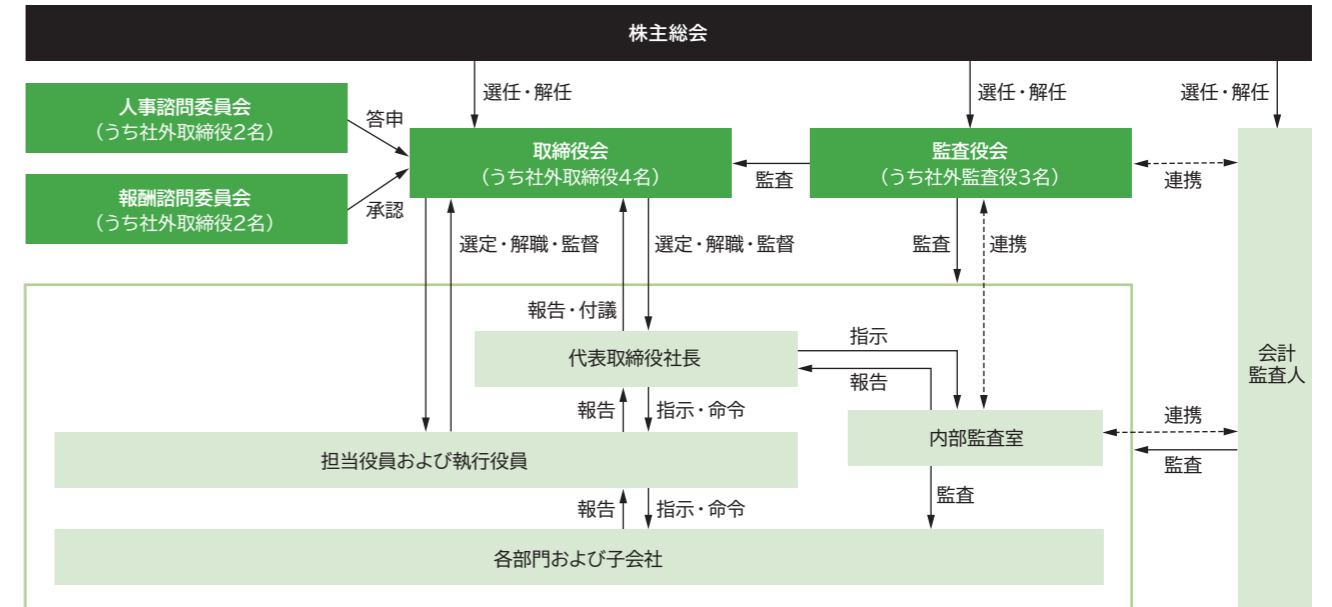 株主総会
選任・解任
選任・解任
選任・解任
人事諮問委員会
（うち社外取締役2名）
答申
報酬諮問委員会
（うち社外取締役2名）
承認
取締役会
（うち社外取締役4名）
監査
監査役会
（うち社外監査役3名）
連携
選定・解職・監督
選定・解職・監督
監査
連携
報告・付議
代表取締役社長
指示
報告
会計
監査人
報告
指示・命令
内部監査室
連携
監査
担当役員および執行役員
報告
指示・命令
監査
各部門および子会社